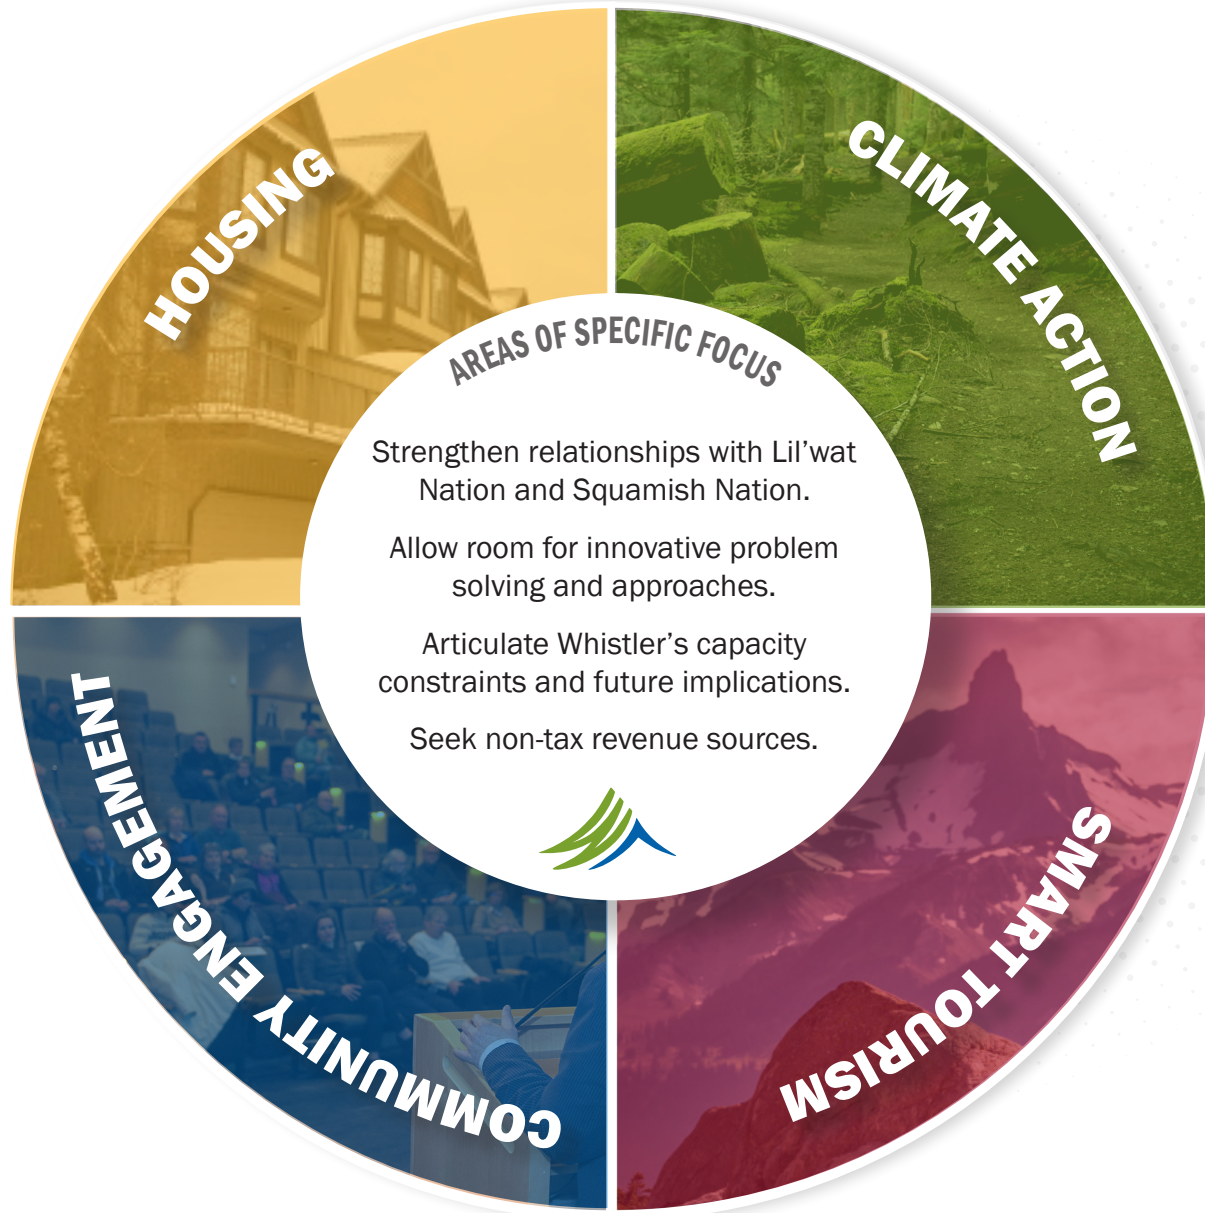 HOUSING
CLIMATE ACTION
AREAS OF SPECIFIC FOCUS
Strengthen relationships with Lil’wat
Nation and Squamish Nation.
Allow room for innovative problem
solving and approaches.
Articulate Whistler’s capacity
constraints and future implications.
Seek non-tax revenue sources.
COMMUNITY ENGAGEMENT
SMART TOURISM